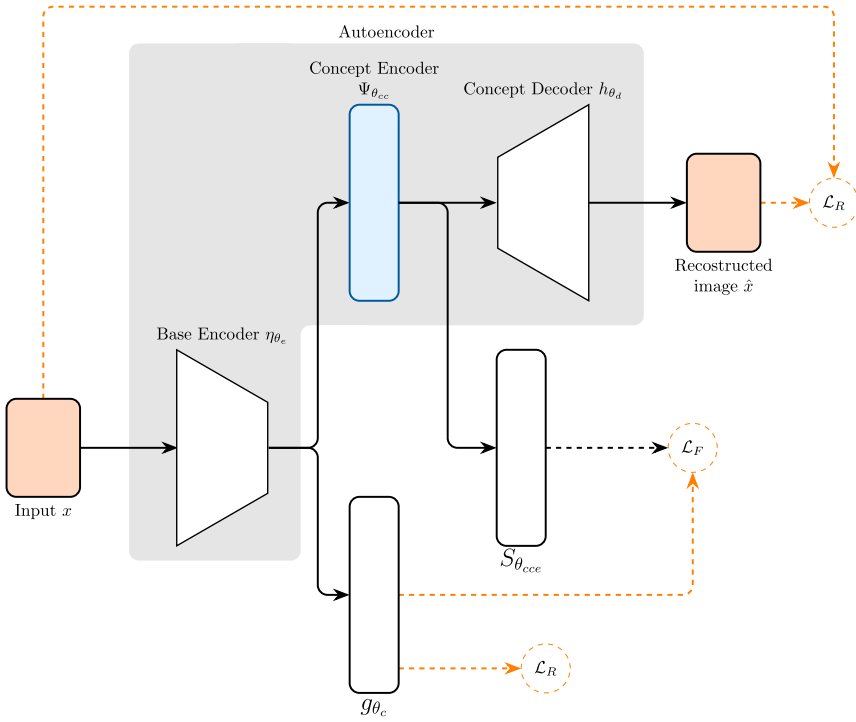 Autoencoder
Concept Encoder
Ψ_{θ_{cc}}
Concept Decoder h_{θ_d}
ℒ_R
Recostructed
image x̂
Base Encoder η_{θ_e}
ℒ_F
Input x
S_{θ_{cce}}
ℒ_R
g_{θ_c}